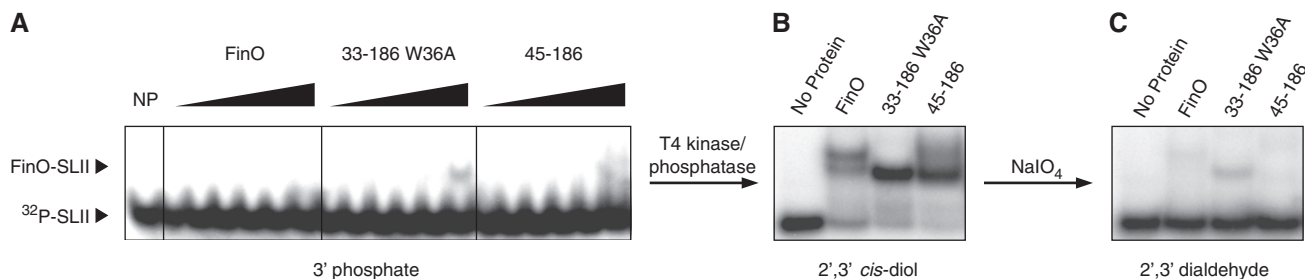 A
FinO 33-186 W36A 45-186
NP
FinO-SLII
³²P-SLII
3' phosphate
T4 kinase/
phosphatase
B
No Protein FinO 33-186 W36A 45-186
2',3' cis-diol
NaIO₄
C
No Protein FinO 33-186 W36A 45-186
2',3' dialdehyde